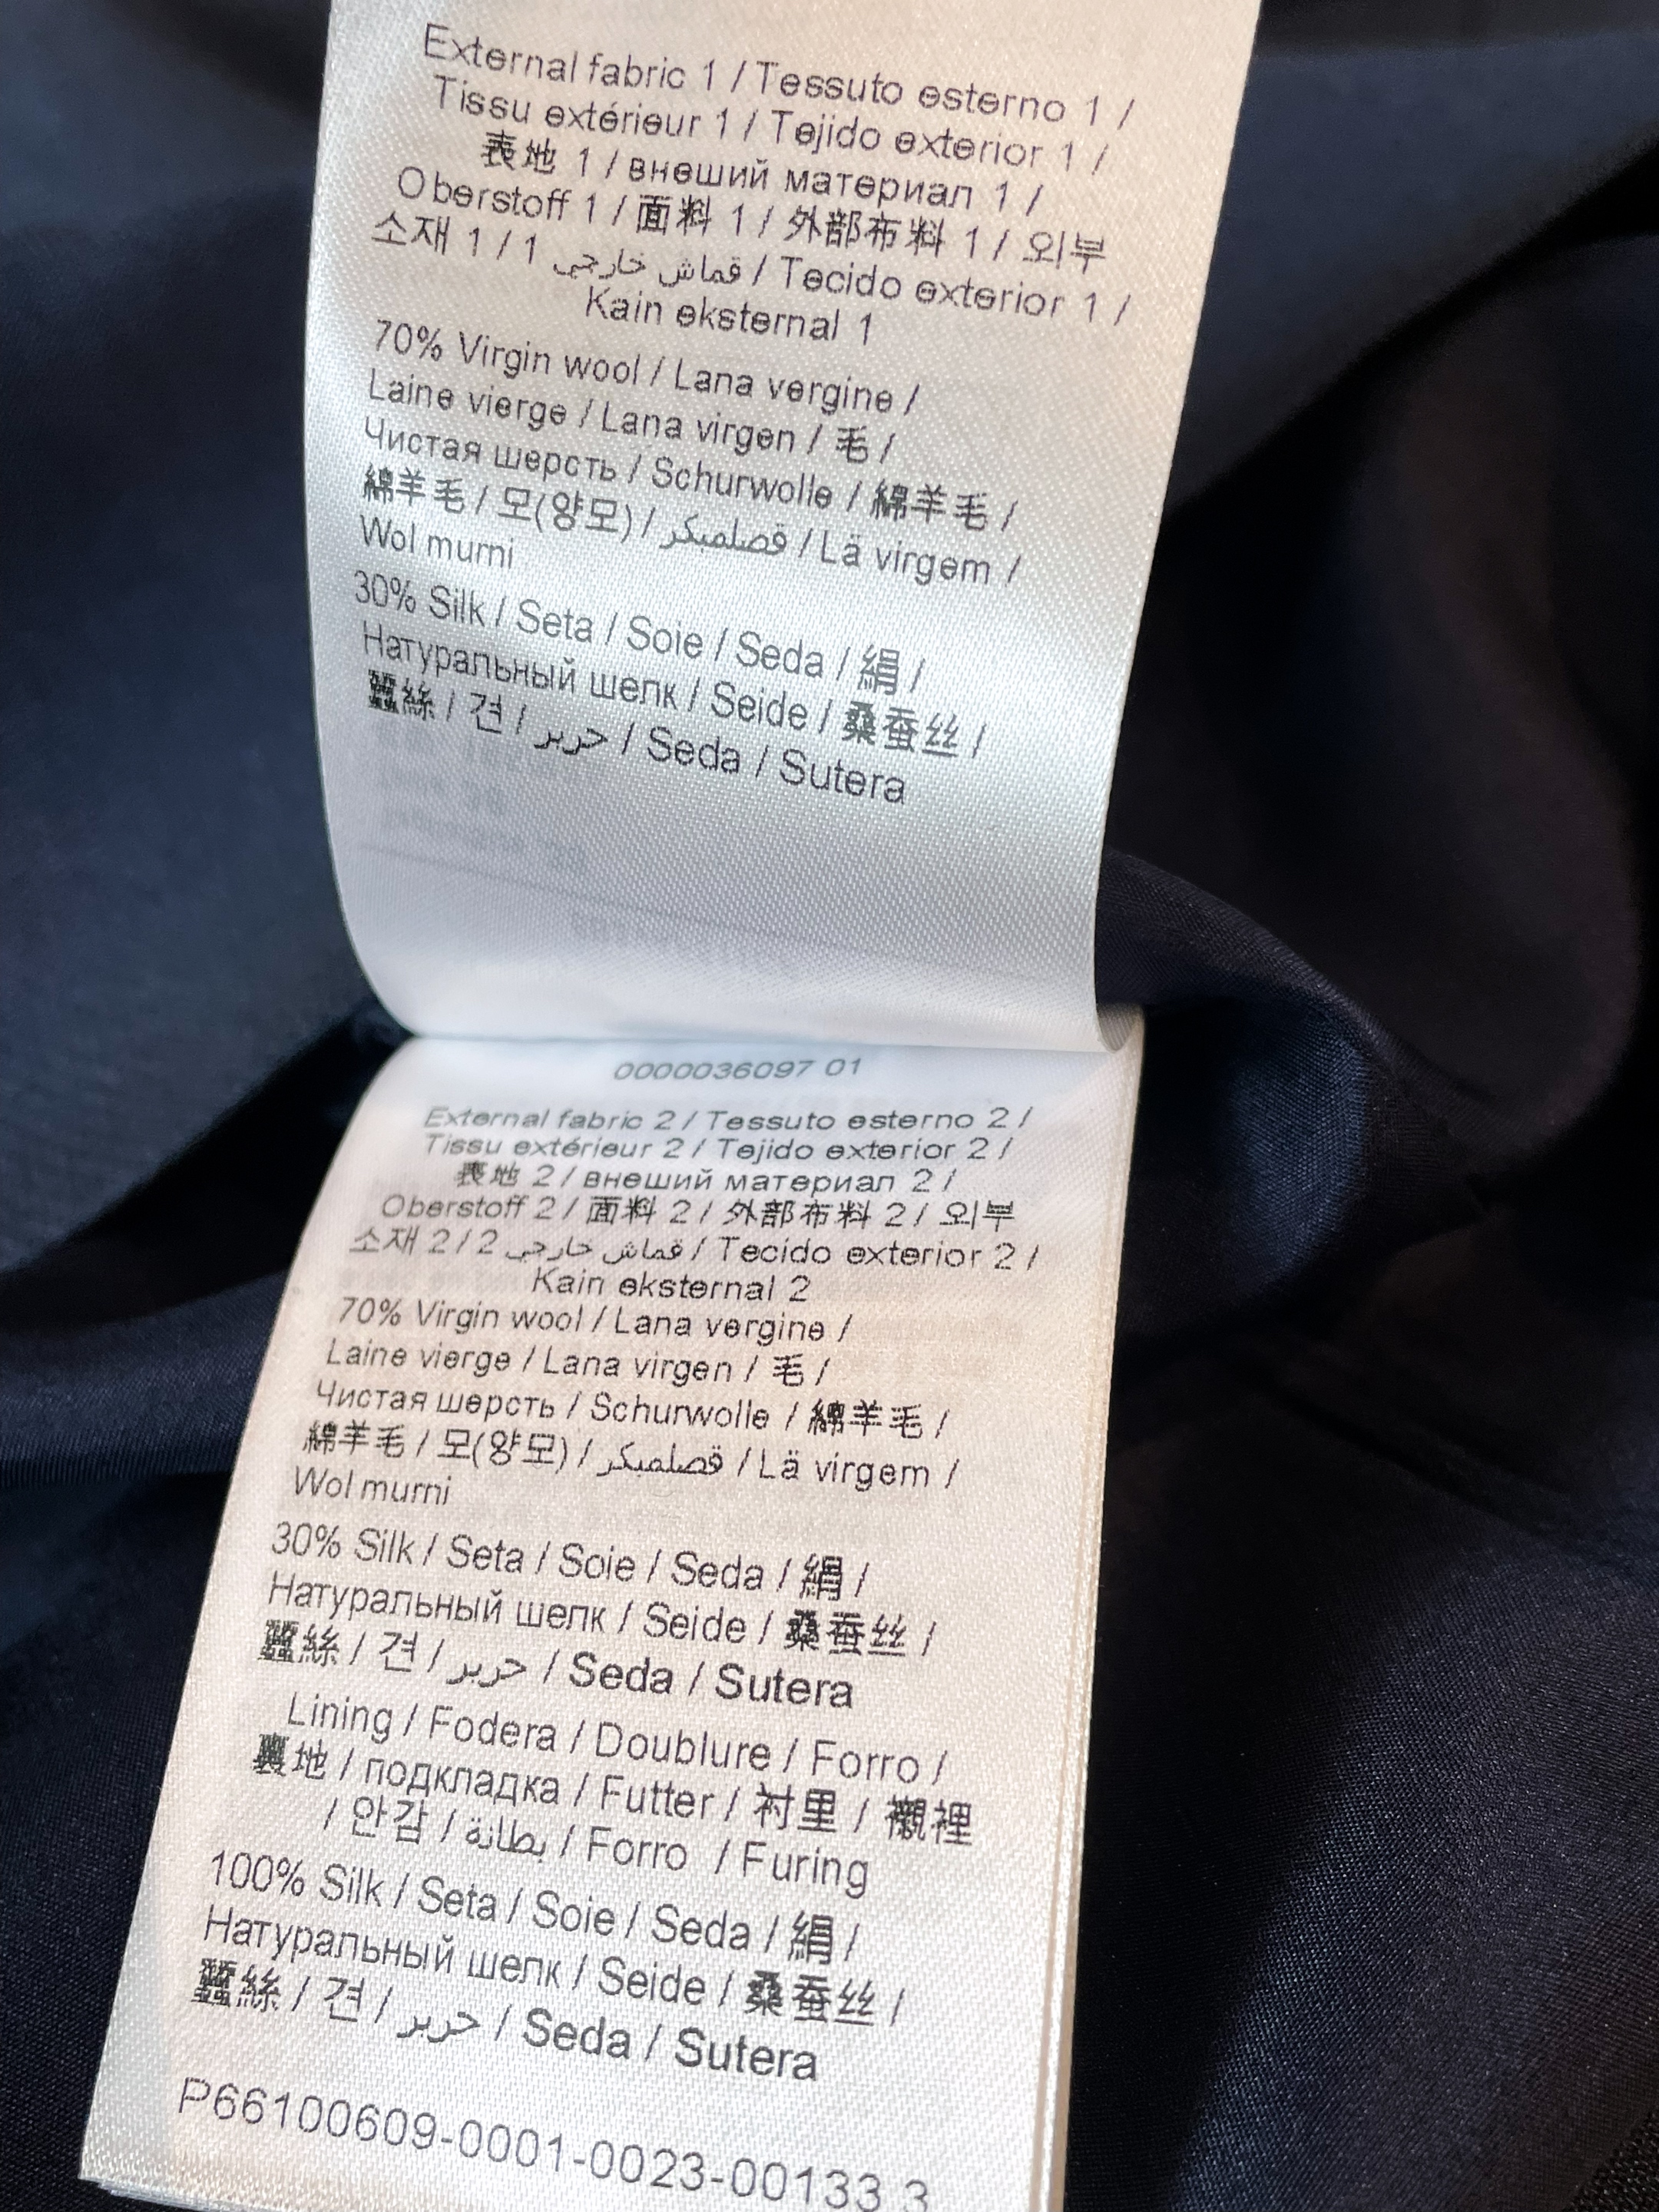 External fabric 1 / Tessuto esterno 1 /
Tissu extérieur 1 / Tejido exterior 1 /
表地 1 / внеший материал 1 /
Oberstoff 1 / 面料 1 / 外部布料 1 / 외부
소재 1 / 1 قماش خارجي / Tecido exterior 1 /
Kain eksternal 1
70% Virgin wool / Lana vergine /
Laine vierge / Lana virgen / 毛 /
Чистая шерсть / Schurwolle / 綿羊毛 /
綿羊毛 / 모(양모) / قصلمبكر / Lä virgem /
Wol murni
30% Silk / Seta / Soie / Seda / 絹 /
Натуральный шелк / Seide / 桑蚕丝 /
蠶絲 / 견 / حرير / Seda / Sutera
0000036097 01
External fabric 2 / Tessuto esterno 2 /
Tissu extérieur 2 / Tejido exterior 2 /
表地 2 / внеший материал 2 /
Oberstoff 2 / 面料 2 / 外部布料 2 / 외부
소재 2 / 2 قماش خارجي / Tecido exterior 2 /
Kain eksternal 2
70% Virgin wool / Lana vergine /
Laine vierge / Lana virgen / 毛 /
Чистая шерсть / Schurwolle / 綿羊毛 /
綿羊毛 / 모(양모) / قصلمبكر / Lä virgem /
Wol murni
30% Silk / Seta / Soie / Seda / 絹 /
Натуральный шелк / Seide / 桑蚕丝 /
蠶絲 / 견 / حرير / Seda / Sutera
Lining / Fodera / Doublure / Forro /
裏地 / подкладка / Futter / 衬里 / 襯裡
/ 안감 / بطانة / Forro / Furing
100% Silk / Seta / Soie / Seda / 絹 /
Натуральный шелк / Seide / 桑蚕丝 /
蠶絲 / 견 / حرير / Seda / Sutera
P66100609-0001-0023-00133 3